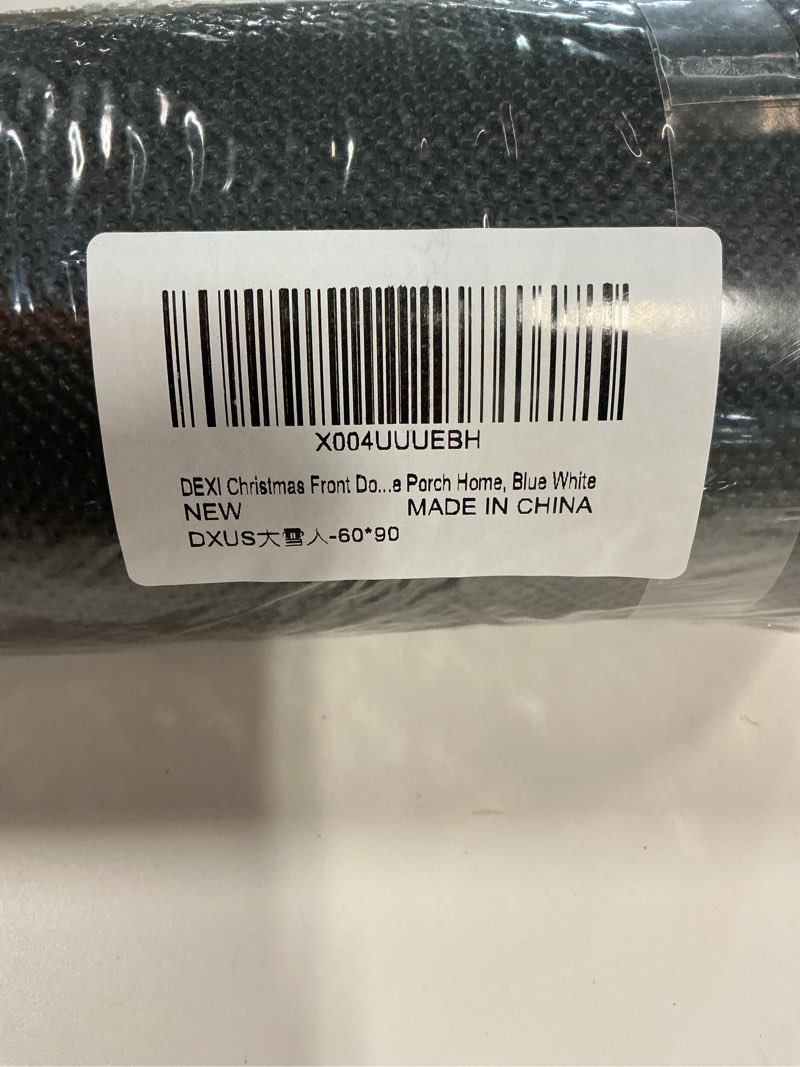 X004UUUEBH
DEXI Christmas Front Do...e Porch Home, Blue White
NEW MADE IN CHINA
DXUS大雪人-60*90